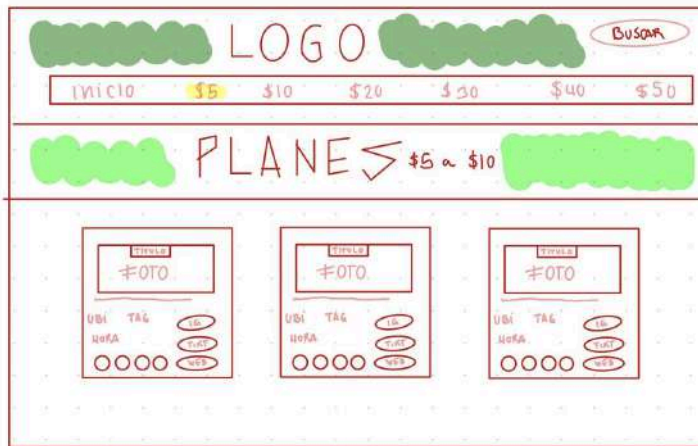 LOGO
BUSCAR
INICIO $5 $10 $20 $30 $40 $50
PLANES $5 a $10
TITULO
FOTO
UBI TAG IG
HORA TIKT
WEB
TITULO
FOTO
UBI TAG IG
HORA TIKT
WEB
TITULO
FOTO
UBI TAG IG
HORA TIKT
WEB